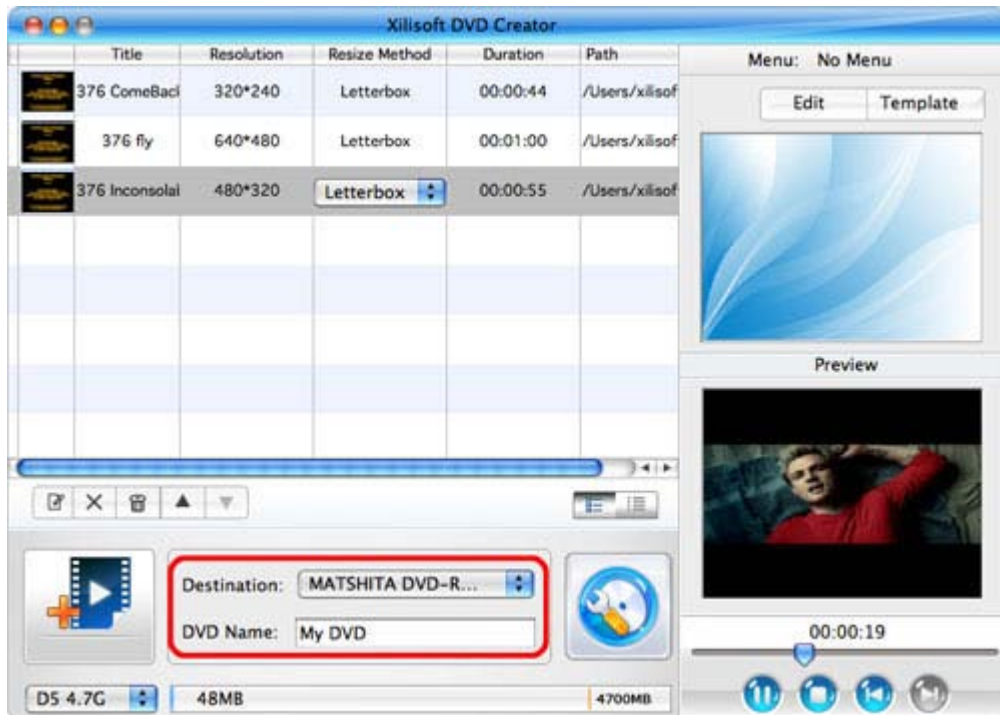 Xilisoft DVD Creator
Title Resolution Resize Method Duration Path
376 ComeBacl 320*240 Letterbox 00:00:44 /Users/xilisof
376 fly 640*480 Letterbox 00:01:00 /Users/xilisof
376 Inconsolai 480*320 Letterbox 00:00:55 /Users/xilisof
Menu: No Menu
Edit Template
Preview
Destination: MATSHITA DVD-R...
DVD Name: My DVD
00:00:19
D5 4.7G 48MB 4700MB